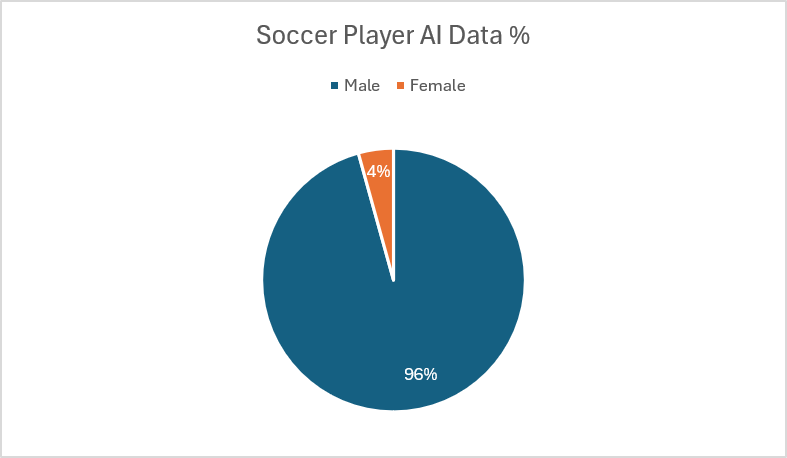 Soccer Player AI Data %
Male Female
4%
96%